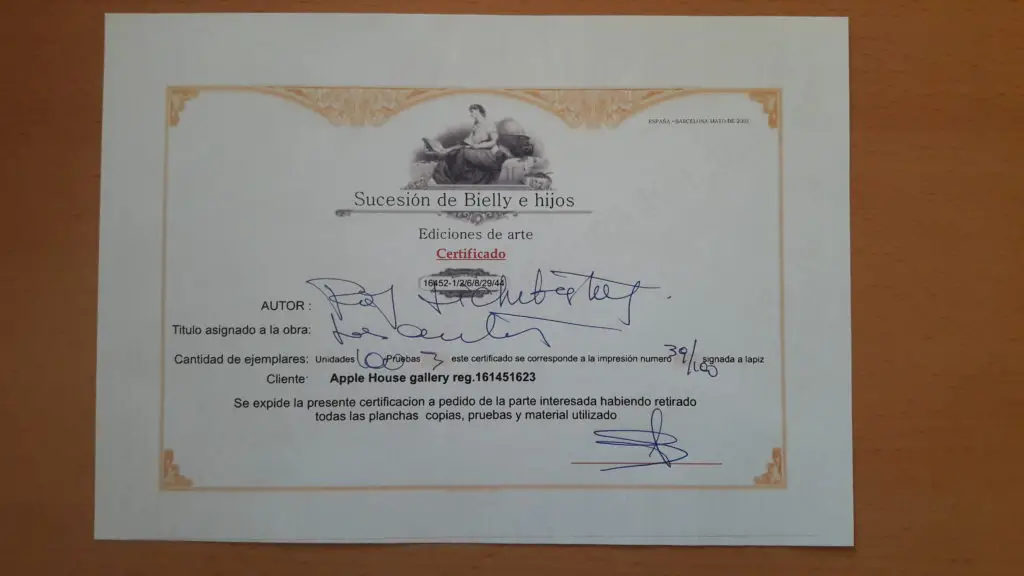 ESPAÑA - BARCELONA MAYO DE
Sucesión de Bielly e hijos
Ediciones de arte
Certificado
16452-1/2/6/8/29/44
AUTOR : Roy Lichtenstein
Titulo asignado a la obra: Los
Cantidad de ejemplares: Unidades 100 Pruebas 3 este certificado se corresponde a la impresión numero 39/100 signada a lapiz
Cliente: Apple House gallery reg.161451623
Se expide la presente certificacion a pedido de la parte interesada habiendo retirado
todas las planchas copias, pruebas y material utilizado